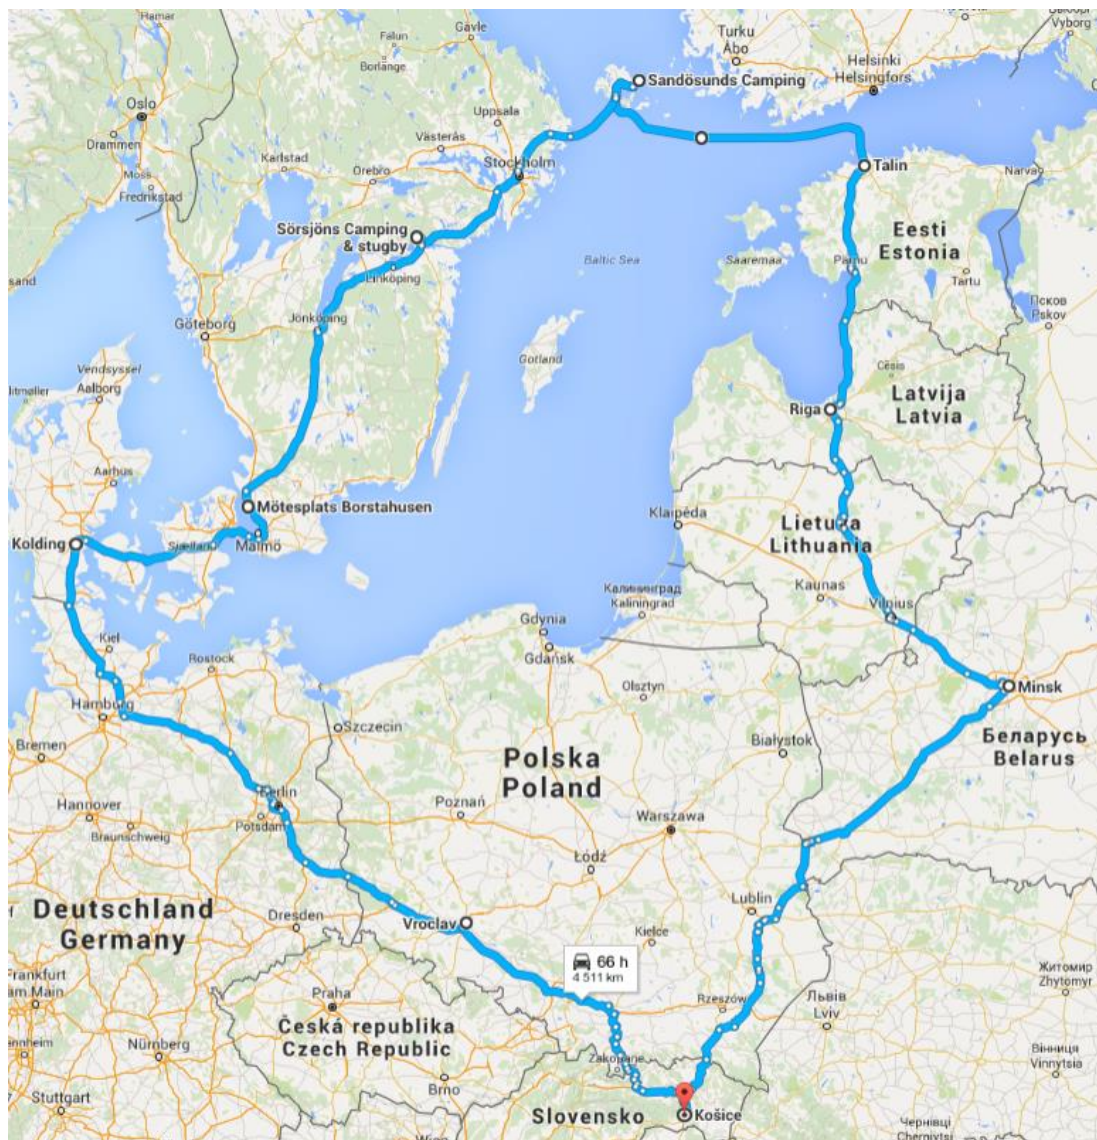 Hamar
Gävle
Turku
Åbo
Vyborg
Falun
Borlänge
Helsinki
Helsingfors
Sandösunds Camping
Oslo
Uppsala
Drammen
Västerås
Karlstad
Örebro
Stockholm
Moss
Fredrikstad
Talin
Narva
Sörsjöns Camping
& stugby
Eesti
Estonia
sand
Linköping
Baltic Sea
Saaremaa
Pärnu
Tartu
Псков
Pskov
Göteborg
Jönköping
Vendsyssel
Gotland
Cēsis
Aalborg
Latvija
Latvia
Riga
Aarhus
Mötesplats Borstahusen
Klaipėda
Lietuva
Lithuania
Kolding
Sjælland
Malmö
Kaunas
Калининград
Kaliningrad
Vilnius
Gdynia
Gdańsk
Kiel
Rostock
Olsztyn
Minsk
Hamburg
Szczecin
Беларусь
Belarus
Białystok
Bremen
Polska
Poland
Berlin
Potsdam
Hannover
Braunschweig
Poznań
Warszawa
Łódź
Lublin
Deutschland
Germany
Dresden
Vroclav
Kielce
66 h
4 511 km
Frankfurt
am Main
Praha
Rzeszów
Львів
Lviv
Житомир
Zhytomyr
Česká republika
Czech Republic
Nürnberg
Zakopane
Вінниця
Vinnytsia
Brno
Stuttgart
Slovensko
Košice
Чернівці